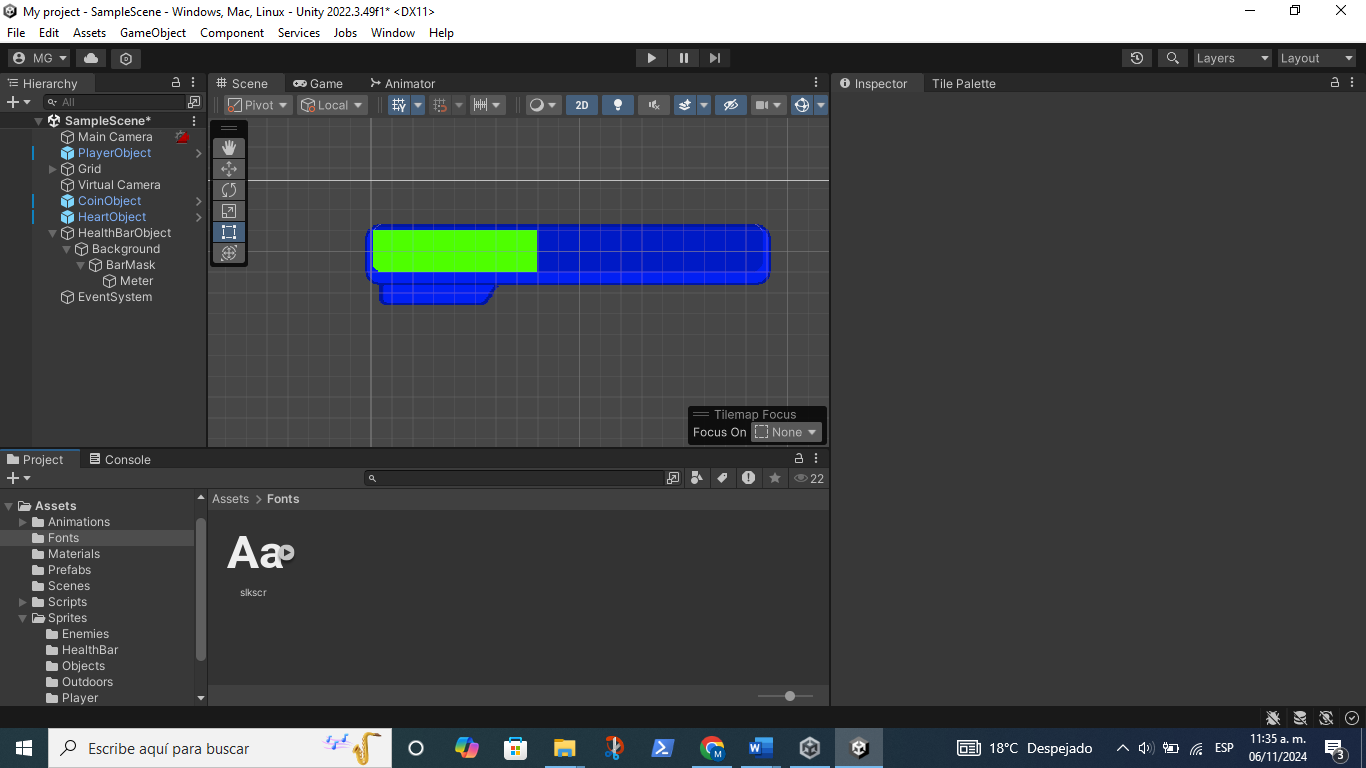 My project - SampleScene - Windows, Mac, Linux - Unity 2022.3.49f1* <DX11>
File Edit Assets GameObject Component Services Jobs Window Help
MG Layers Layout
Hierarchy
All
SampleScene*
Main Camera
PlayerObject
Grid
Virtual Camera
CoinObject
HeartObject
HealthBarObject
Background
BarMask
Meter
EventSystem
Scene Game Animator
Pivot Local 2D
Tilemap Focus
Focus On None
Inspector Tile Palette
Project Console
22
Assets
Animations
Fonts
Materials
Prefabs
Scenes
Scripts
Sprites
Enemies
HealthBar
Objects
Outdoors
Player
Assets > Fonts
Aa
slkscr
Escribe aquí para buscar
18°C Despejado
ESP
11:35 a. m.
06/11/2024
3